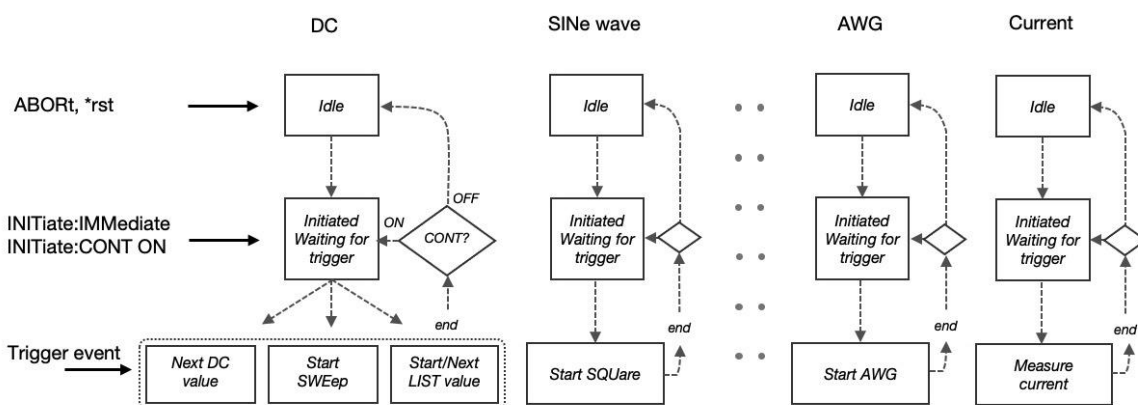 DC
SINe wave
AWG
Current
ABORt, *rst
Idle
Idle
Idle
Idle
INITiate:IMMediate
INITiate:CONT ON
Initiated
Waiting for
trigger
ON
OFF
CONT?
Initiated
Waiting for
trigger
Initiated
Waiting for
trigger
Initiated
Waiting for
trigger
end
end
end
end
Trigger event
Next DC
value
Start
SWEep
Start/Next
LIST value
Start SQUare
Start AWG
Measure
current